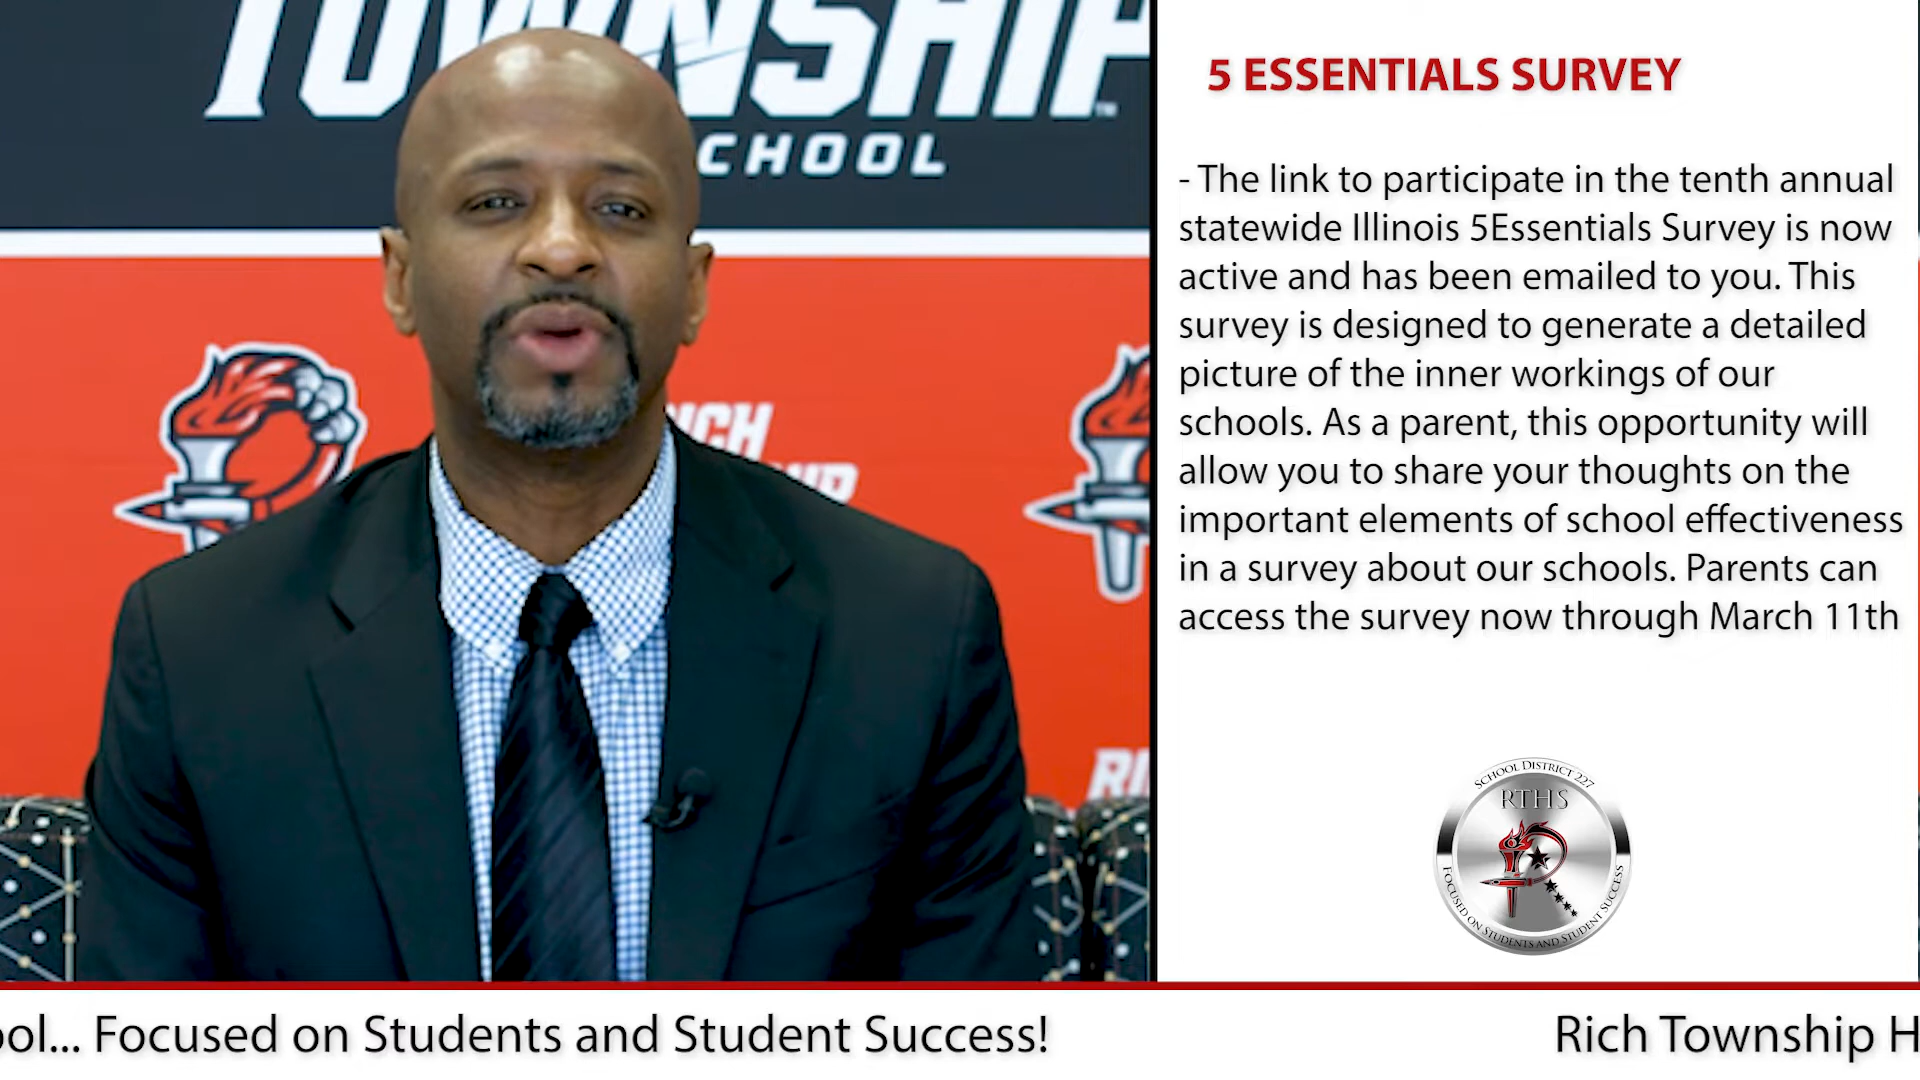 TOWNSHIP
CHOOL
5 ESSENTIALS SURVEY
- The link to participate in the tenth annual
statewide Illinois 5Essentials Survey is now
active and has been emailed to you. This
survey is designed to generate a detailed
picture of the inner workings of our
schools. As a parent, this opportunity will
allow you to share your thoughts on the
important elements of school effectiveness
in a survey about our schools. Parents can
access the survey now through March 11th
ICH
IP
RI
SCHOOL DISTRICT 227
RTHS
FOCUSED ON STUDENTS AND STUDENT SUCCESS
ol... Focused on Students and Student Success!
Rich Township H